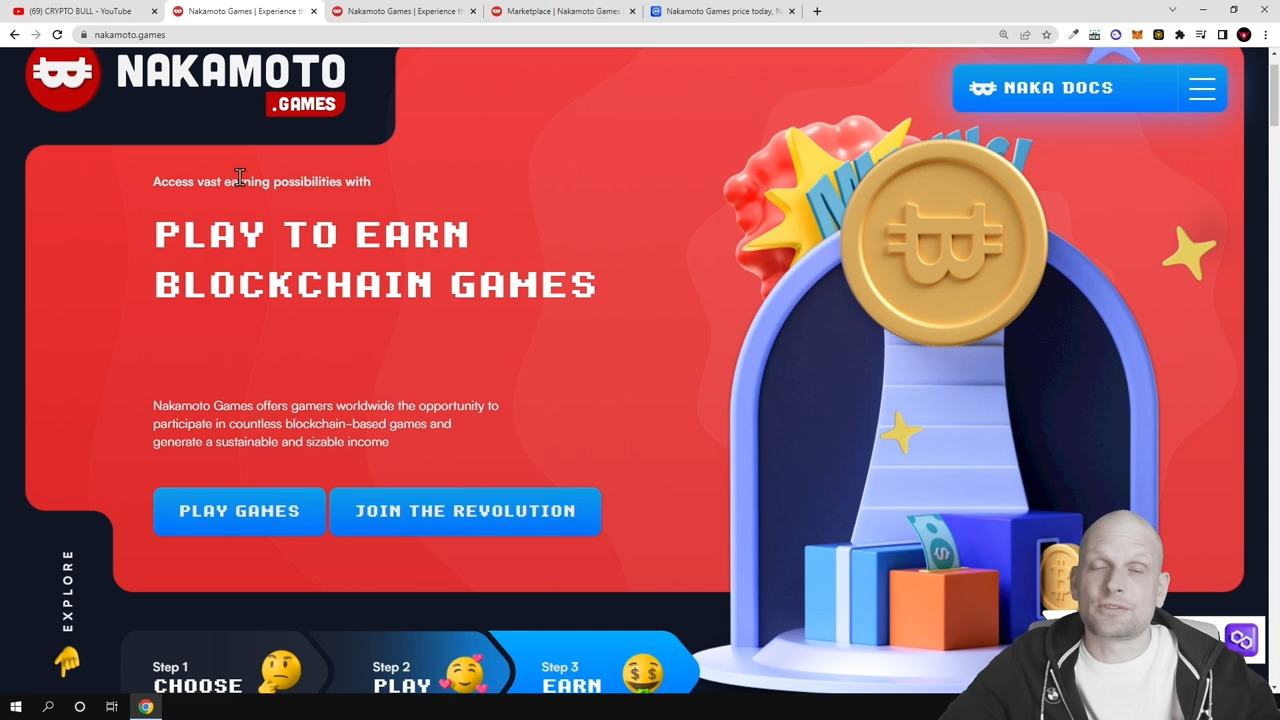 (69) CRYPTO BULL - YouTube
Nakamoto Games | Experience th
Nakamoto Games | Experience th
Marketplace | Nakamoto Games
Nakamoto Games price today, N
nakamoto.games
NAKAMOTO
.GAMES
NAKA DOCS
Access vast earning possibilities with
PLAY TO EARN
BLOCKCHAIN GAMES
Nakamoto Games offers gamers worldwide the opportunity to
participate in countless blockchain-based games and
generate a sustainable and sizable income
PLAY GAMES
JOIN THE REVOLUTION
EXPLORE
Step 1
CHOOSE
Step 2
PLAY
Step 3
EARN